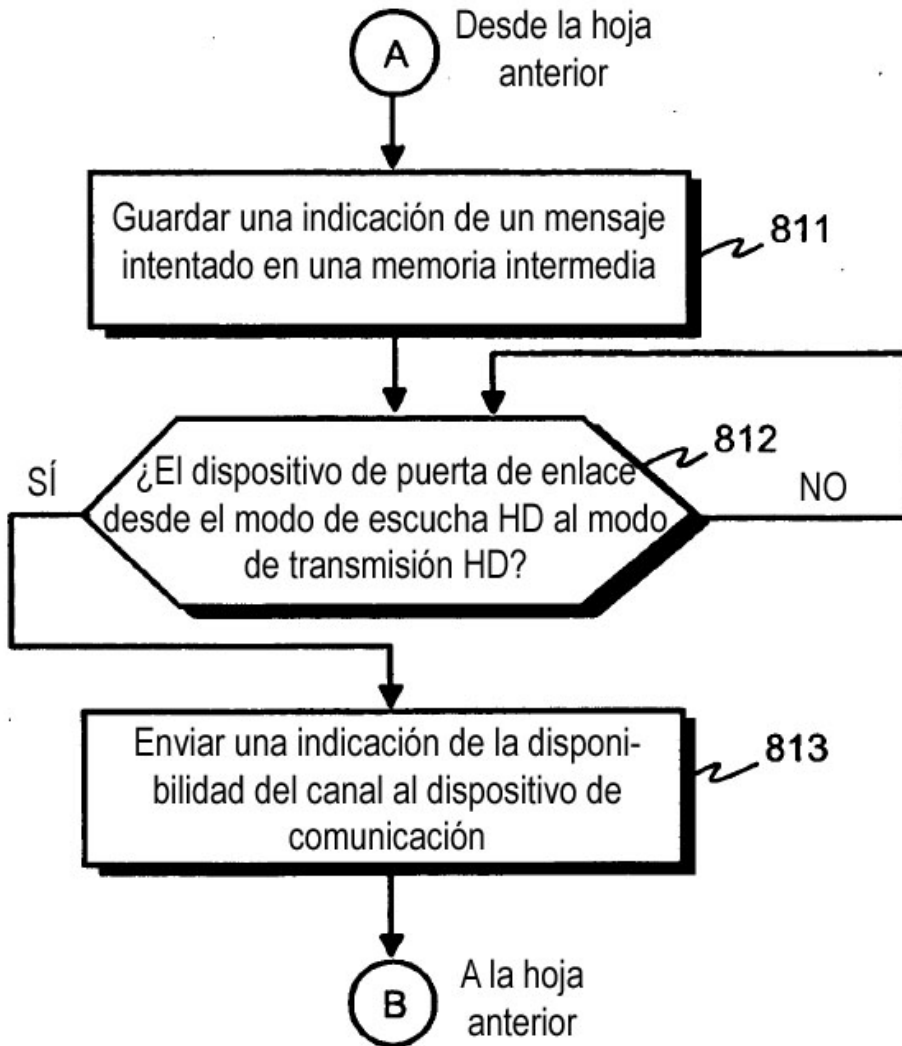 A
Desde la hoja
anterior
Guardar una indicación de un mensaje
intentado en una memoria intermedia
811
812
SÍ
¿El dispositivo de puerta de enlace
desde el modo de escucha HD al modo
de transmisión HD?
NO
Enviar una indicación de la disponi-
bilidad del canal al dispositivo de
comunicación
813
B
A la hoja
anterior